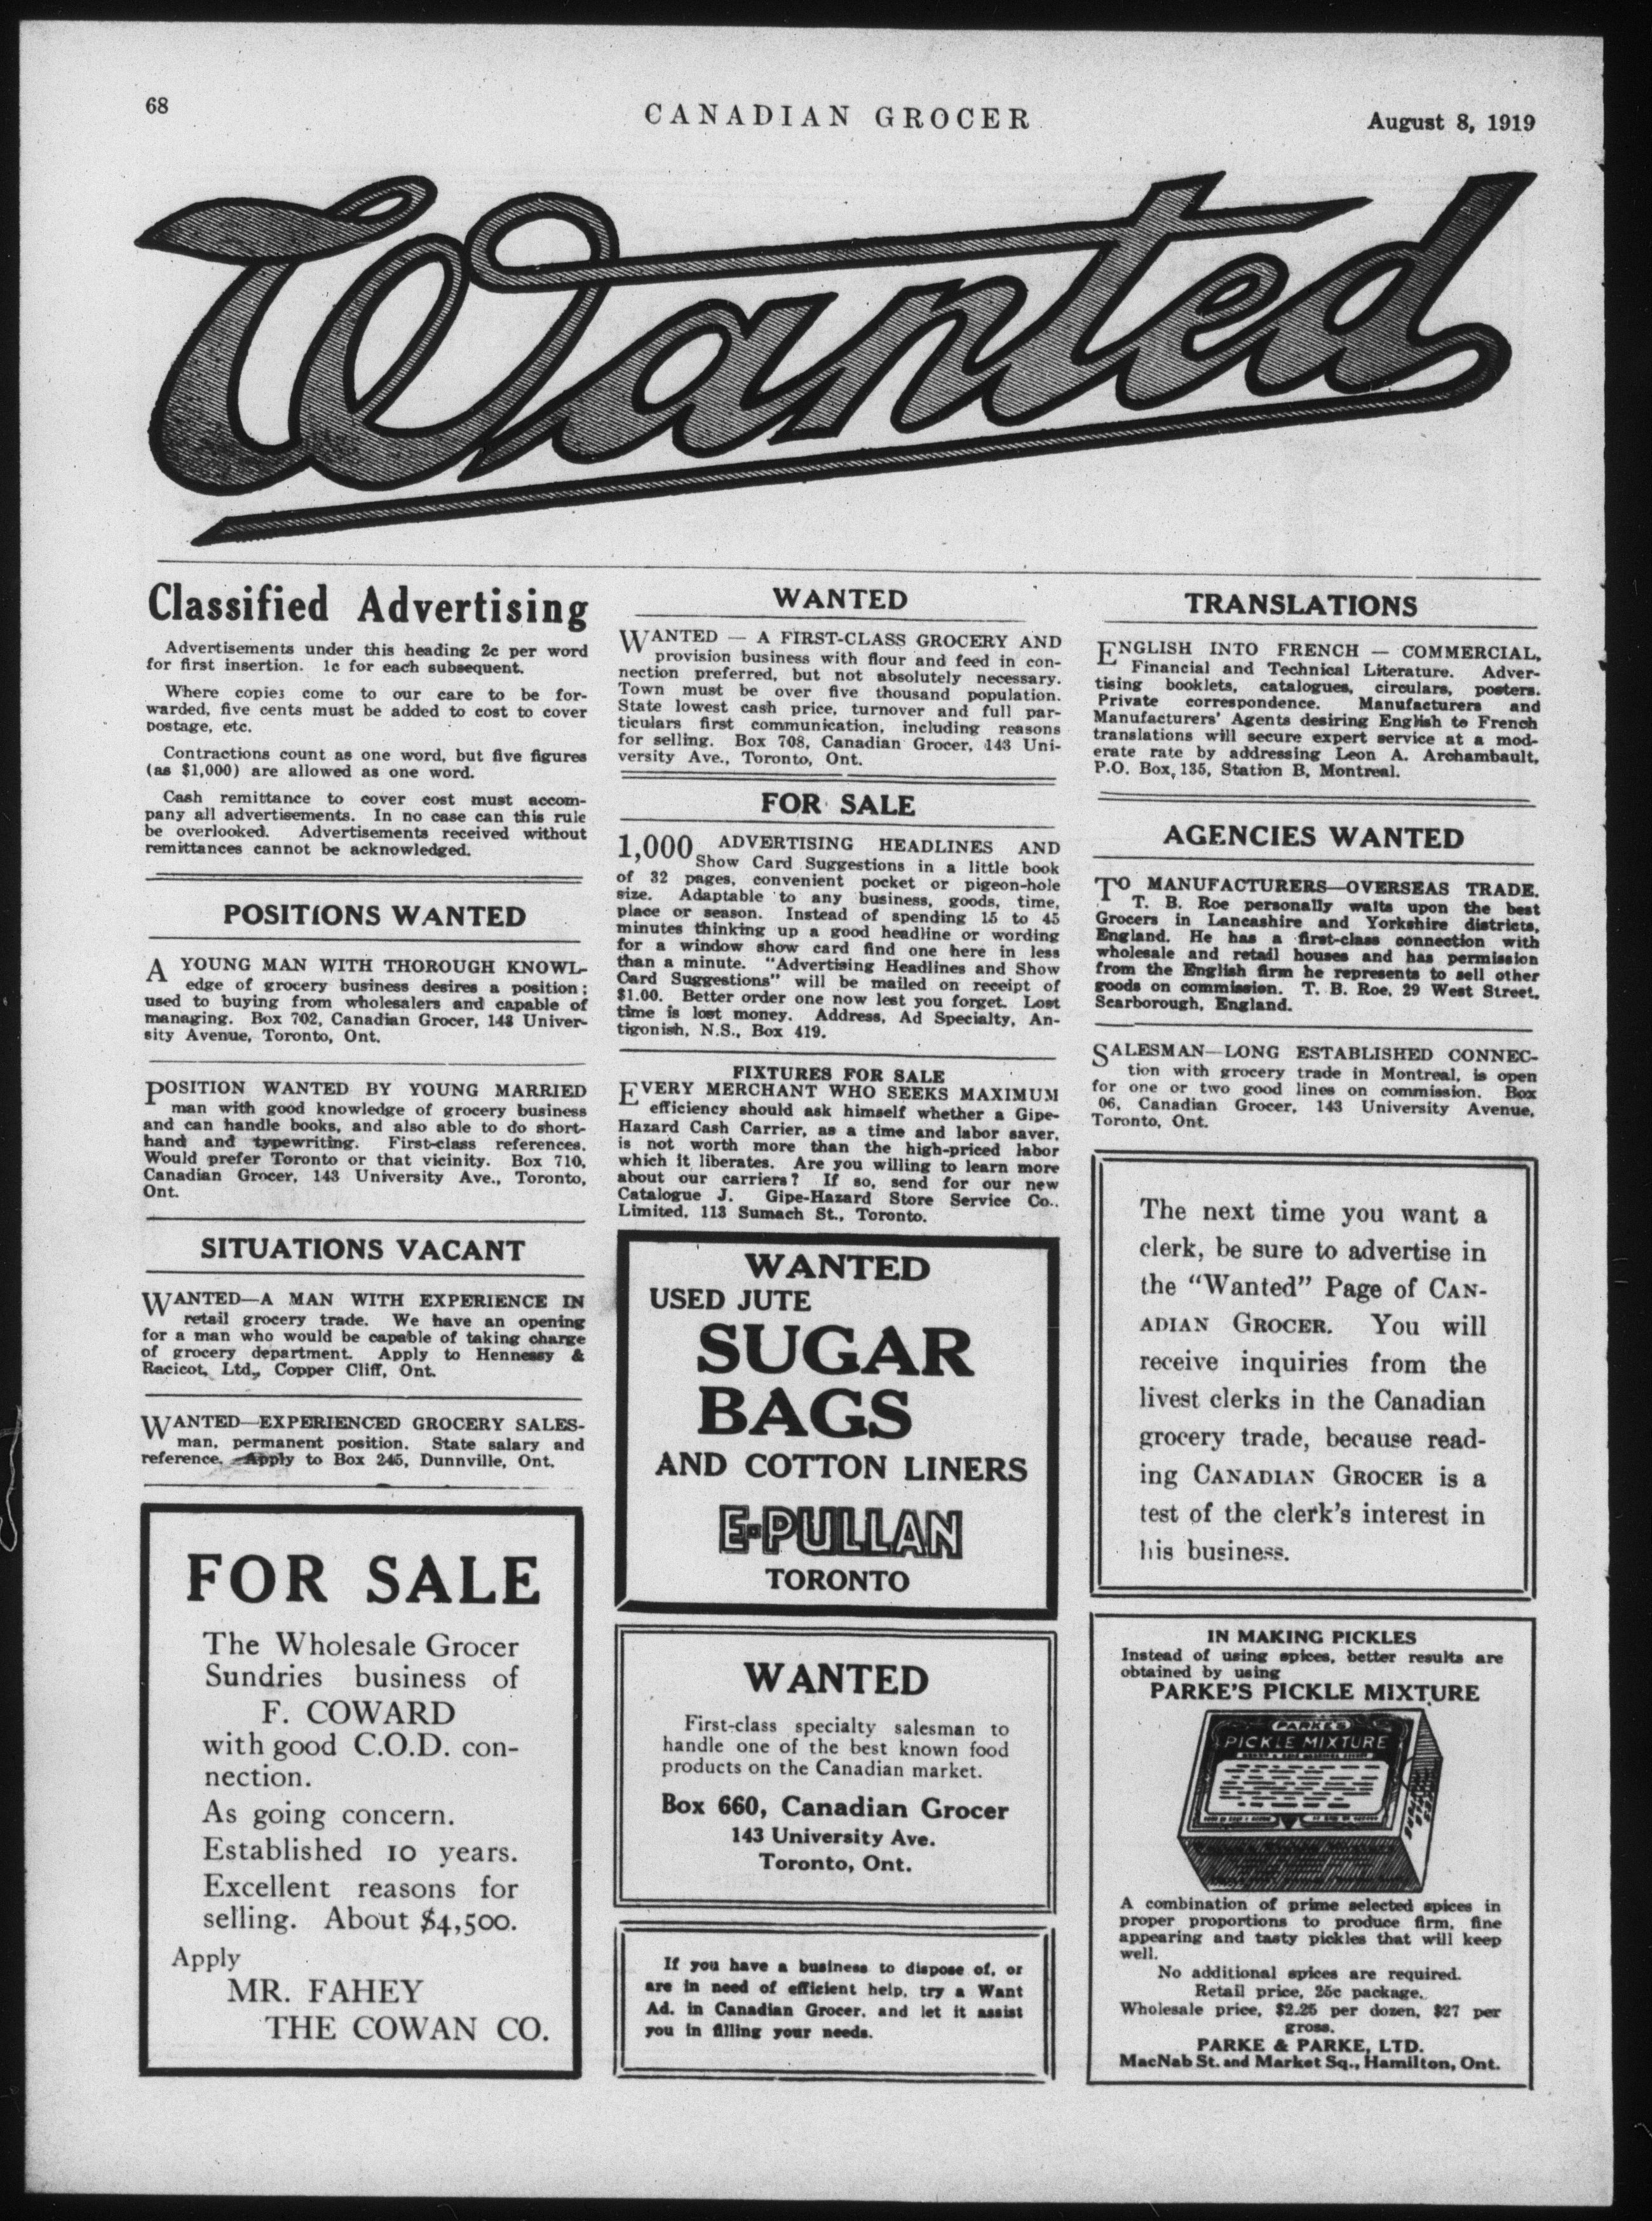 68
CANADIAN GROCER
August 8, 1919
Wanted
Classified Advertising
Advertisements under this heading 2c per word
for first insertion. 1c for each subsequent.
Where copies come to our care to be for-
warded, five cents must be added to cost to cover
postage, etc.
Contractions count as one word, but five figures
(as $1,000) are allowed as one word.
Cash remittance to cover cost must accom-
pany all advertisements. In no case can this rule
be overlooked. Advertisements received without
remittances cannot be acknowledged.
POSITIONS WANTED
A YOUNG MAN WITH THOROUGH KNOWL-
edge of grocery business desires a position;
used to buying from wholesalers and capable of
managing. Box 702, Canadian Grocer, 143 Univer-
sity Avenue, Toronto, Ont.
POSITION WANTED BY YOUNG MARRIED
man with good knowledge of grocery business
and can handle books, and also able to do short-
hand and typewriting. First-class references.
Would prefer Toronto or that vicinity. Box 710,
Canadian Grocer, 143 University Ave., Toronto,
Ont.
SITUATIONS VACANT
WANTED—A MAN WITH EXPERIENCE IN
retail grocery trade. We have an opening
for a man who would be capable of taking charge
of grocery department. Apply to Hennessy &
Racicot, Ltd., Copper Cliff, Ont.
WANTED—EXPERIENCED GROCERY SALES-
man, permanent position. State salary and
reference. Apply to Box 245, Dunnville, Ont.
FOR SALE
The Wholesale Grocer
Sundries business of
F. COWARD
with good C.O.D. con-
nection.
As going concern.
Established 10 years.
Excellent reasons for
selling. About $4,500.
Apply
MR. FAHEY
THE COWAN CO.
WANTED
WANTED — A FIRST-CLASS GROCERY AND
provision business with flour and feed in con-
nection preferred, but not absolutely necessary.
Town must be over five thousand population.
State lowest cash price, turnover and full par-
ticulars first communication, including reasons
for selling. Box 708, Canadian Grocer, 143 Uni-
versity Ave., Toronto, Ont.
FOR SALE
1,000 ADVERTISING HEADLINES AND
Show Card Suggestions in a little book
of 32 pages, convenient pocket or pigeon-hole
size. Adaptable to any business, goods, time,
place or season. Instead of spending 15 to 45
minutes thinking up a good headline or wording
for a window show card find one here in less
than a minute. "Advertising Headlines and Show
Card Suggestions" will be mailed on receipt of
$1.00. Better order one now lest you forget. Lost
time is lost money. Address, Ad Specialty, An-
tigonish, N.S., Box 419.
FIXTURES FOR SALE
EVERY MERCHANT WHO SEEKS MAXIMUM
efficiency should ask himself whether a Gipe-
Hazard Cash Carrier, as a time and labor saver,
is not worth more than the high-priced labor
which it liberates. Are you willing to learn more
about our carriers? If so, send for our new
Catalogue J. Gipe-Hazard Store Service Co.,
Limited, 113 Sumach St., Toronto.
WANTED
USED JUTE
SUGAR
BAGS
AND COTTON LINERS
E·PULLAN
TORONTO
WANTED
First-class specialty salesman to
handle one of the best known food
products on the Canadian market.
Box 660, Canadian Grocer
143 University Ave.
Toronto, Ont.
If you have a business to dispose of, or
are in need of efficient help, try a Want
Ad. in Canadian Grocer, and let it assist
you in filling your needs.
TRANSLATIONS
ENGLISH INTO FRENCH — COMMERCIAL,
Financial and Technical Literature. Adver-
tising booklets, catalogues, circulars, posters.
Private correspondence. Manufacturers and
Manufacturers' Agents desiring English to French
translations will secure expert service at a mod-
erate rate by addressing Leon A. Archambault,
P.O. Box, 135, Station B, Montreal.
AGENCIES WANTED
TO MANUFACTURERS—OVERSEAS TRADE.
T. B. Roe personally waits upon the best
Grocers in Lancashire and Yorkshire districts,
England. He has a first-class connection with
wholesale and retail houses and has permission
from the English firm he represents to sell other
goods on commission. T. B. Roe, 29 West Street,
Scarborough, England.
SALESMAN—LONG ESTABLISHED CONNEC-
tion with grocery trade in Montreal, is open
for one or two good lines on commission. Box
06, Canadian Grocer, 143 University Avenue,
Toronto, Ont.
The next time you want a
clerk, be sure to advertise in
the "Wanted" Page of CAN-
ADIAN GROCER. You will
receive inquiries from the
livest clerks in the Canadian
grocery trade, because read-
ing CANADIAN GROCER is a
test of the clerk's interest in
his business.
IN MAKING PICKLES
Instead of using spices, better results are
obtained by using
PARKE'S PICKLE MIXTURE
PARKE'S
PICKLE MIXTURE
A combination of prime selected spices in
proper proportions to produce firm, fine
appearing and tasty pickles that will keep
well.
No additional spices are required.
Retail price, 25c package.
Wholesale price, $2.25 per dozen, $27 per
gross.
PARKE & PARKE, LTD.
MacNab St. and Market Sq., Hamilton, Ont.